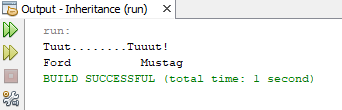 Output - Inheritance (run)
run:
Tuut........Tuuut!
Ford          Mustag
BUILD SUCCESSFUL (total time: 1 second)